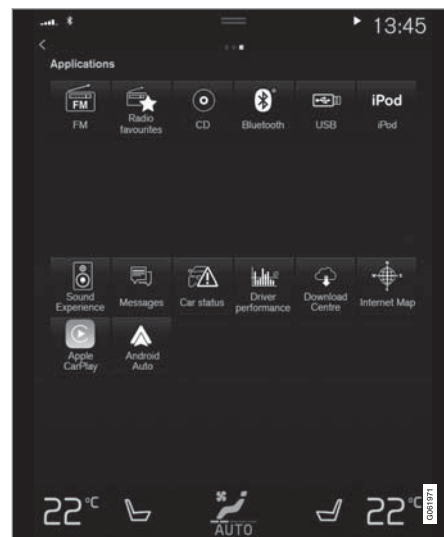 13:45
Applications
FM
FM
Radio
favourites
CD
Bluetooth
USB
iPod
iPod
Sound
Experience
Messages
Car status
Driver
performance
Download
Centre
Internet Map
Apple
CarPlay
Android
Auto
22°C
AUTO
22°C
G061971